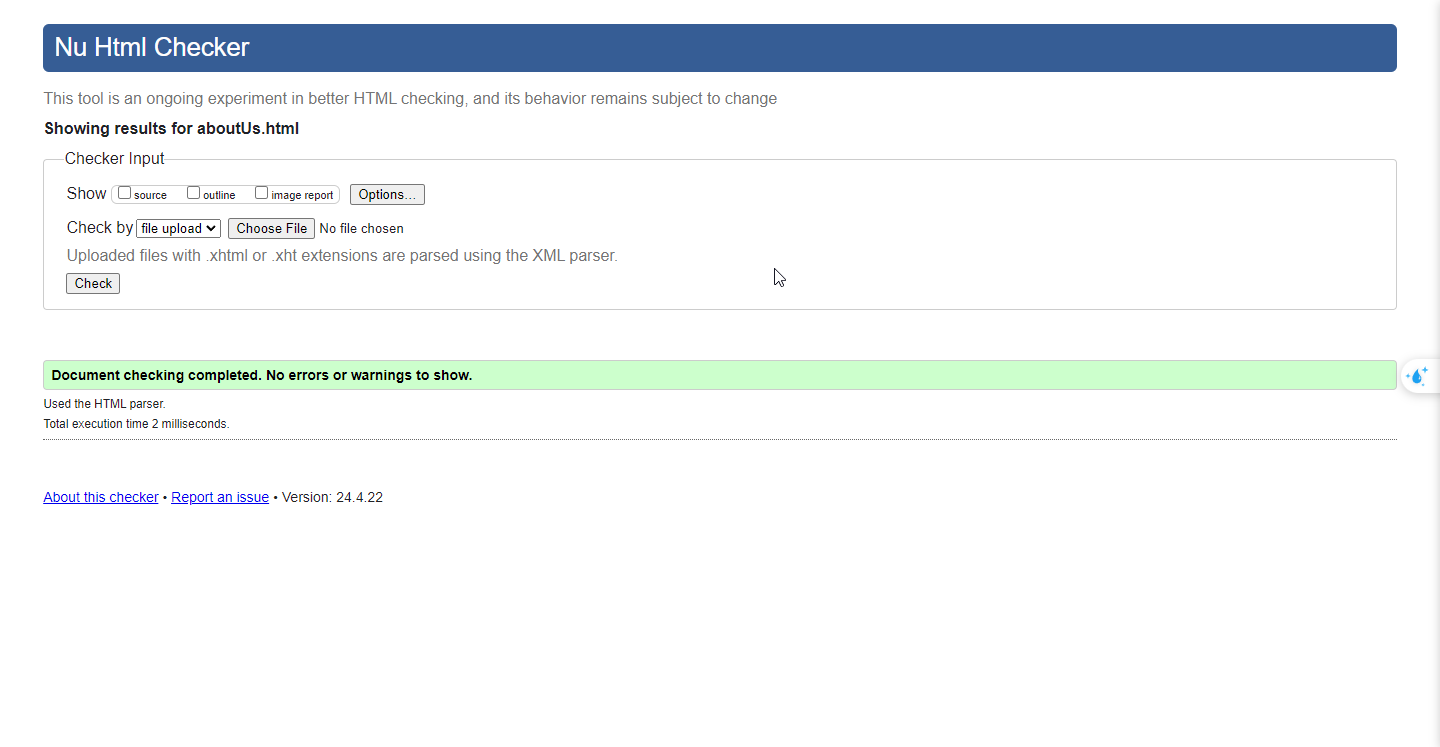 Nu Html Checker
This tool is an ongoing experiment in better HTML checking, and its behavior remains subject to change
Showing results for aboutUs.html
Checker Input
Show source outline image report Options...
Check by file upload Choose File No file chosen
Uploaded files with .xhtml or .xht extensions are parsed using the XML parser.
Check
Document checking completed. No errors or warnings to show.
Used the HTML parser.
Total execution time 2 milliseconds.
About this checker • Report an issue • Version: 24.4.22